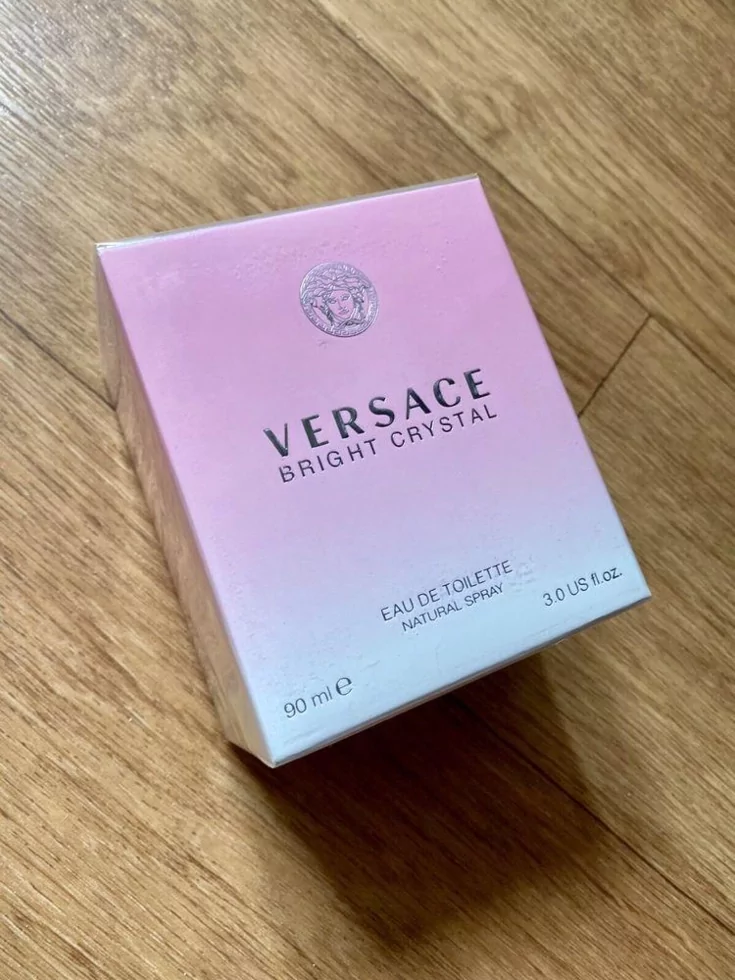 VERSACE
BRIGHT CRYSTAL
EAU DE TOILETTE
NATURAL SPRAY
3.0 US fl.oz.
90 ml e